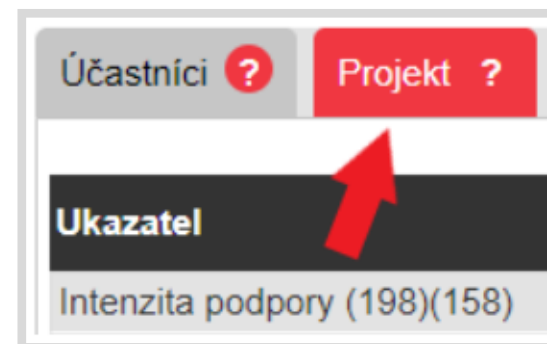 Účastníci ? Projekt ?
Ukazatel
Intenzita podpory (198)(158)